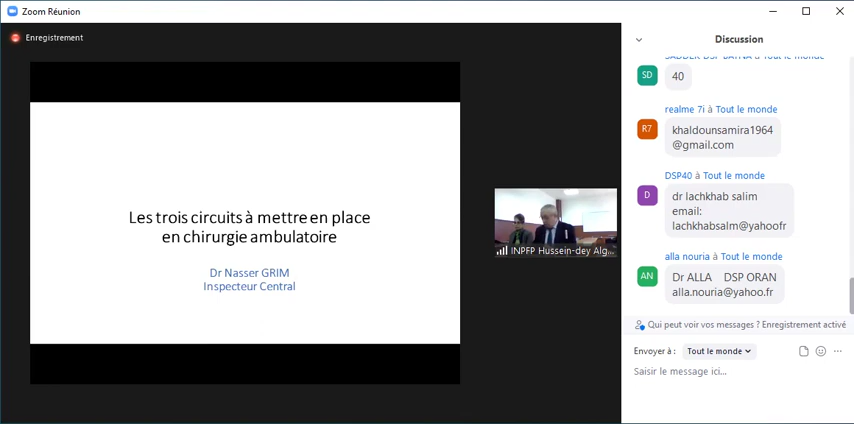 Zoom Réunion
Enregistrement
Les trois circuits à mettre en place
en chirurgie ambulatoire
Dr Nasser GRIM
Inspecteur Central
INPFP Hussein-dey Alg...
Discussion
SD
40
realme 7i à Tout le monde
R7
khaldounsamira1964
@gmail.com
DSP40 à Tout le monde
D
dr lachkhab salim
email:
lachkhabsalm@yahoofr
alla nouria à Tout le monde
AN
Dr ALLA DSP ORAN
alla.nouria@yahoo.fr
Qui peut voir vos messages ? Enregistrement activé
Envoyer à : Tout le monde
Saisir le message ici...